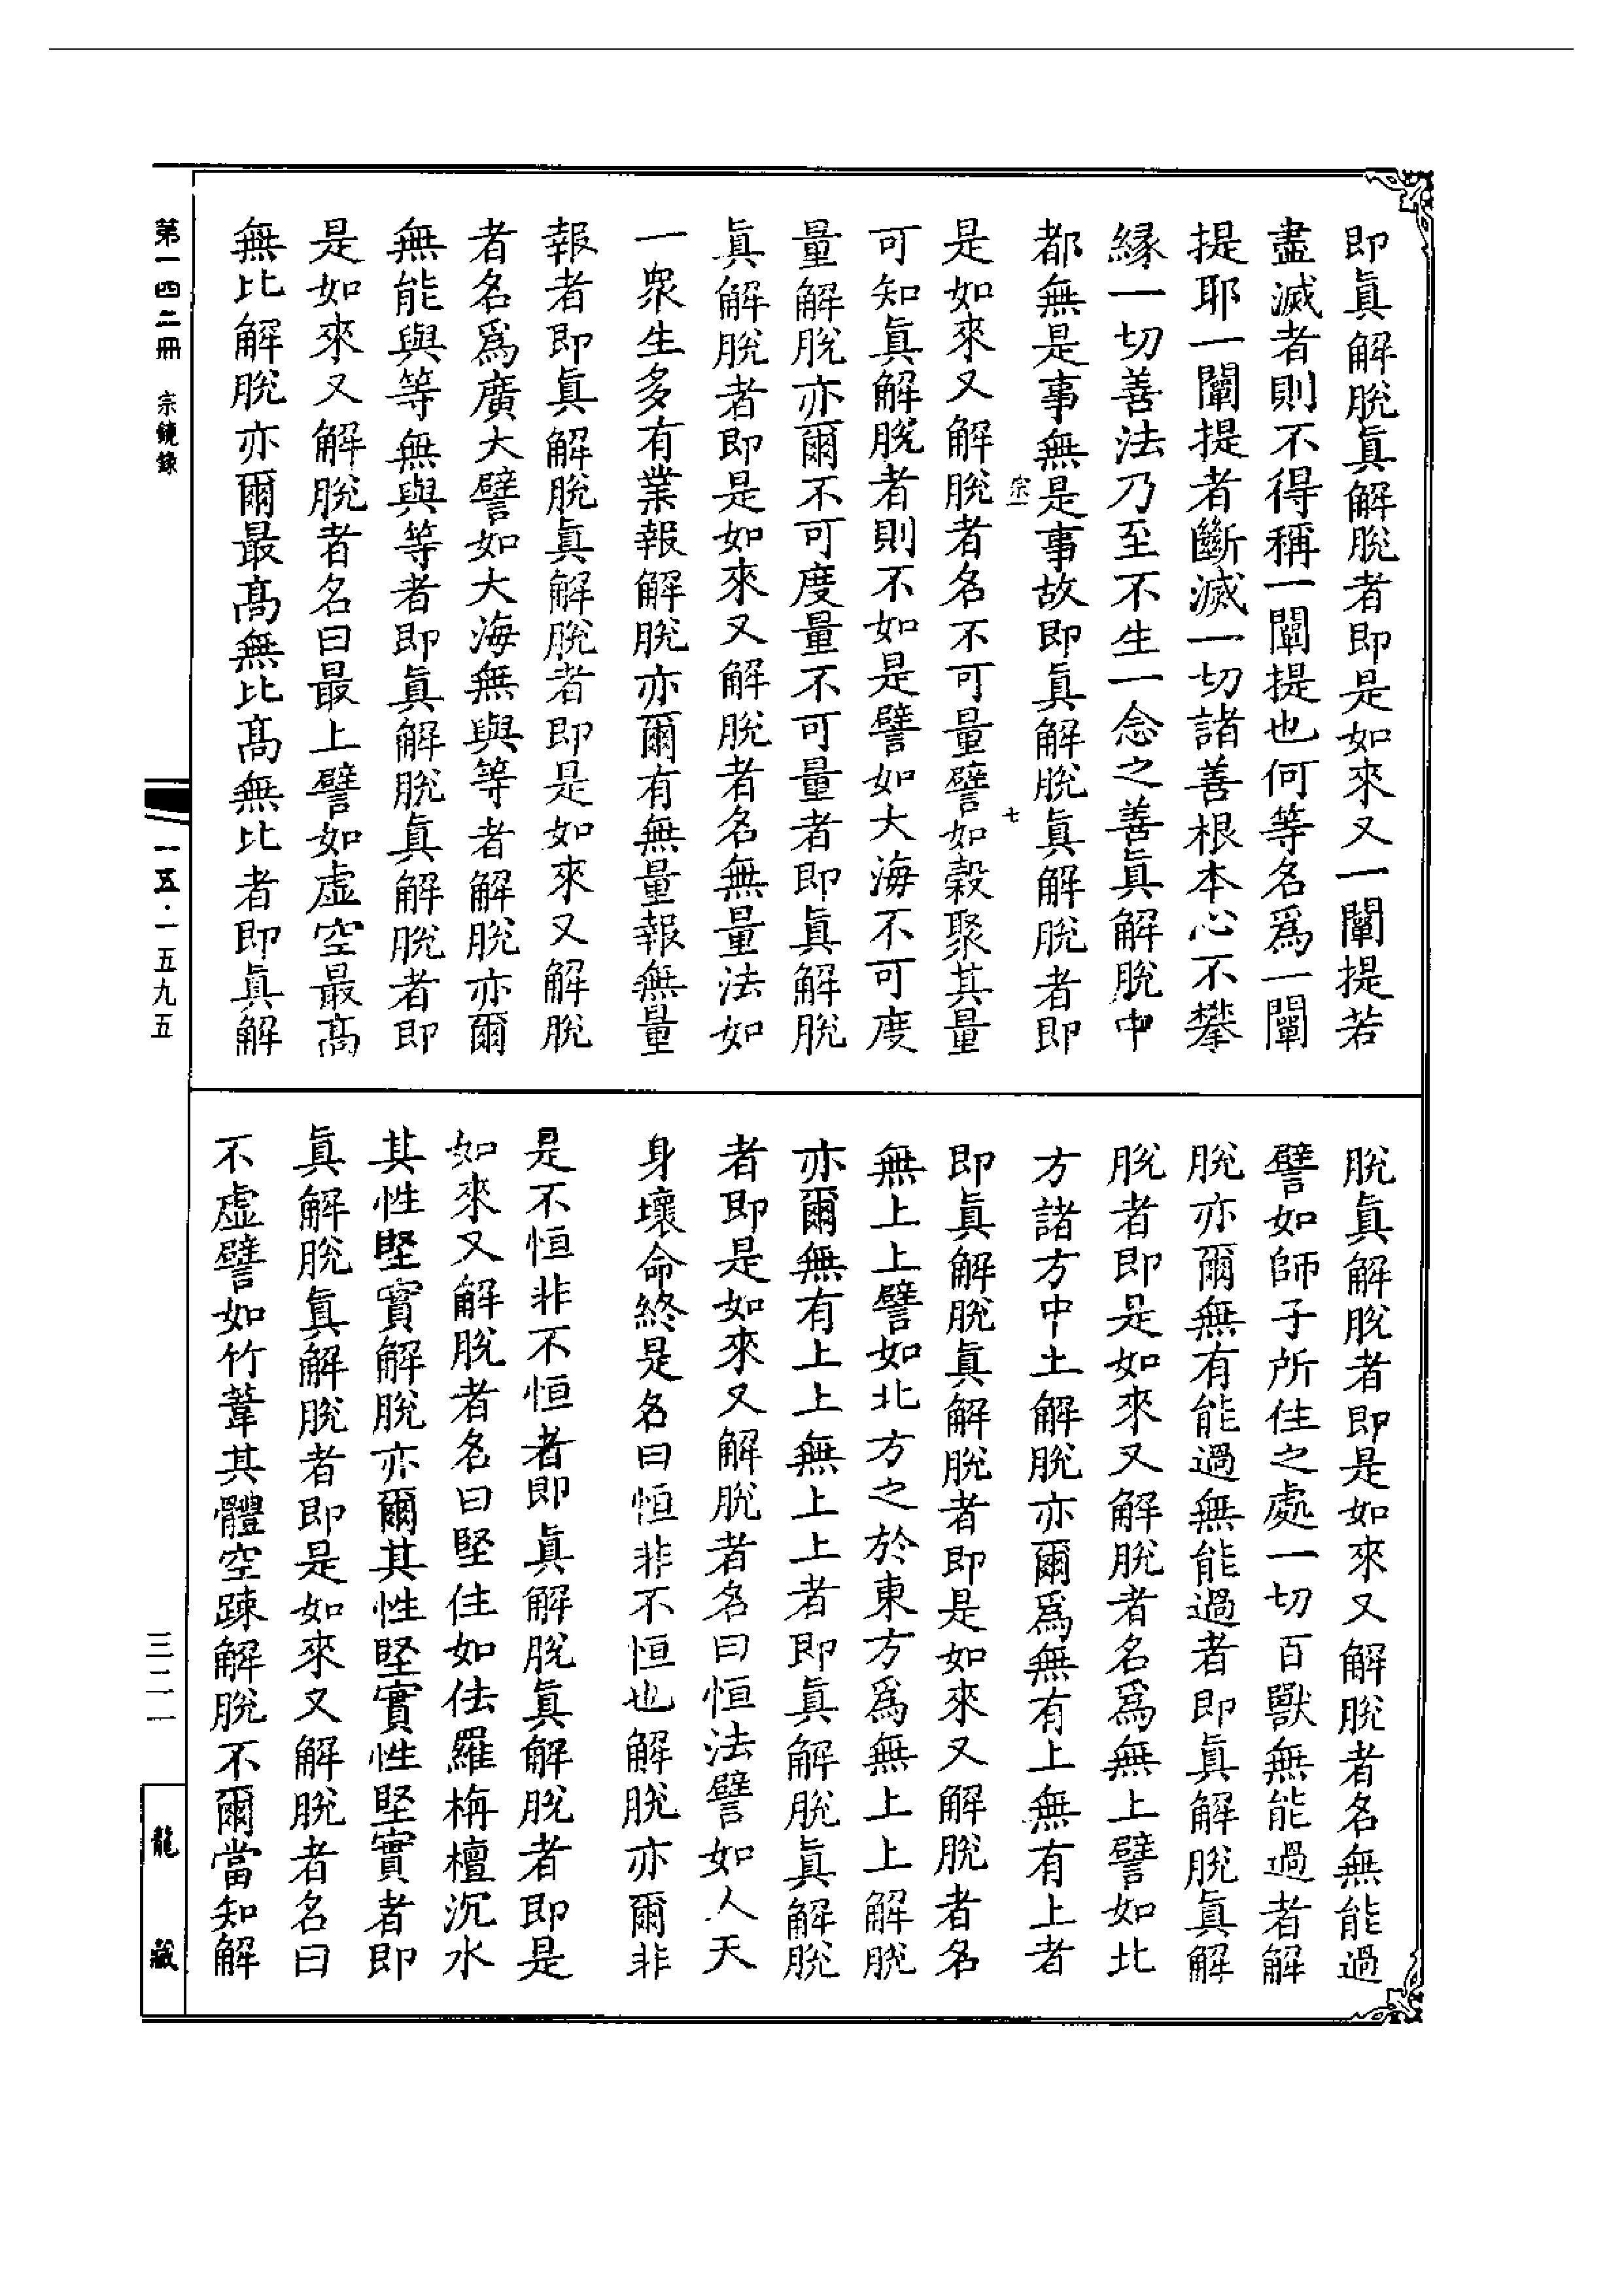 即眞解脫眞解脫者即是如來又一闡提若
盡滅者則不得稱一闡提也何等名爲一闡
提耶一闡提者斷滅一切諸善根本心不攀
緣一切善法乃至不生一念之善眞解脫中
都無是事無是事故即眞解脫眞解脫者即
宗一
七
是如來又解脫者名不可量譬如穀聚其量
可知眞解脫者則不如是譬如大海不可度
量解脫亦爾不可度量不可量者即眞解脫
眞解脫者即是如來又解脫者名無量法如
一衆生多有業報解脫亦爾有無量報無量
報者即眞解脫眞解脫者即是如來又解脫
者名爲廣大譬如大海無與等者解脫亦爾
無能與等無與等者即眞解脫眞解脫者即
是如來又解脫者名曰最上譬如虛空最高
無比解脫亦爾最高無比高無比者即眞解
脫眞解脫者即是如來又解脫者名無能過
譬如師子所住之處一切百獸無能過者解
脫亦爾無有能過無能過者即眞解脫眞解
脫者即是如來又解脫者名爲無上譬如北
方諸方中土解脫亦爾爲無有上無有上者
即眞解脫眞解脫者即是如來又解脫者名
無上上譬如北方之於東方爲無上上解脫
亦爾無有上上無上上者即眞解脫眞解脫
者即是如來又解脫者名曰恒法譬如人天
身壞命終是名曰恒非不恒也解脫亦爾非
是不恒非不恒者即眞解脫眞解脫者即是
如來又解脫者名曰堅住如佉羅栴檀沉水
其性堅實解脫亦爾其性堅實性堅實者即
眞解脫眞解脫者即是如來又解脫者名曰
不虛譬如竹葦其體空踈解脫不爾當知解
第一四二冊 宗鏡錄
一五·一五九五
三二一
龍藏